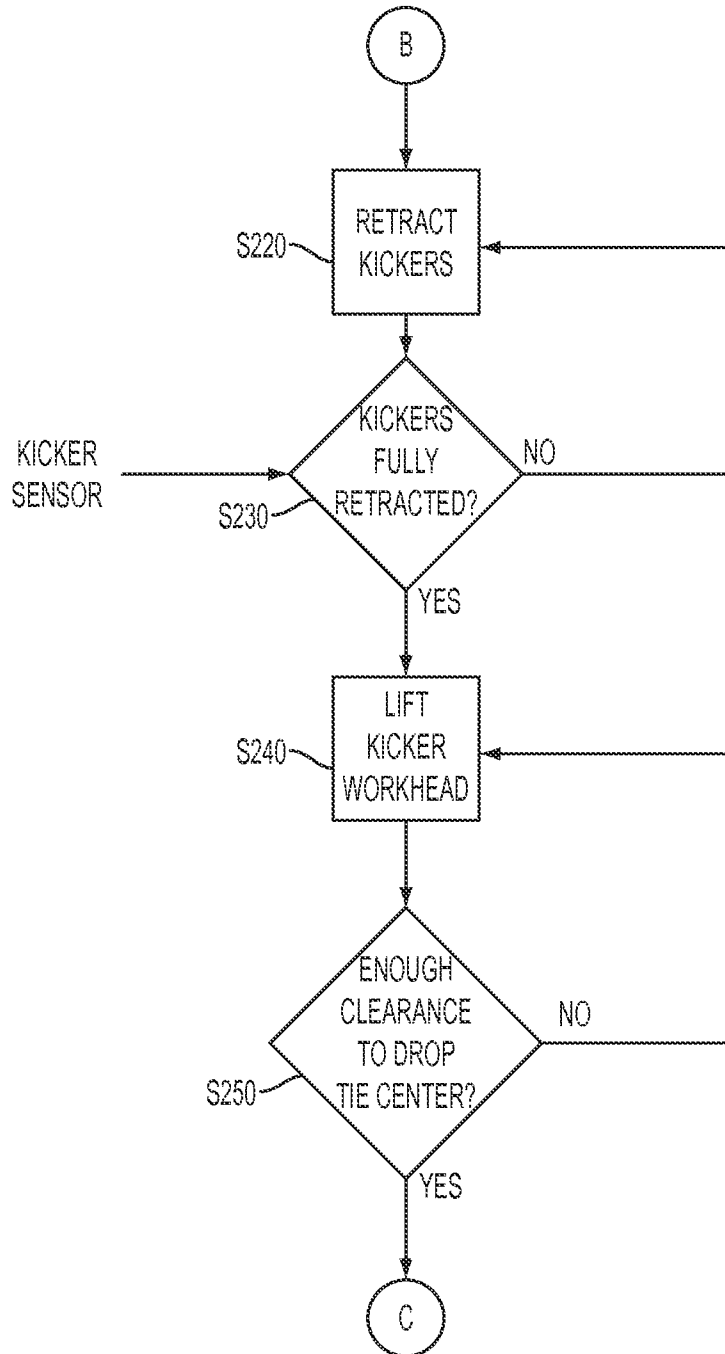 B
RETRACT
KICKERS
S220
KICKERS
FULLY
RETRACTED?
KICKER
SENSOR
NO
S230
YES
LIFT
KICKER
WORKHEAD
S240
ENOUGH
CLEARANCE
TO DROP
TIE CENTER?
NO
S250
YES
C